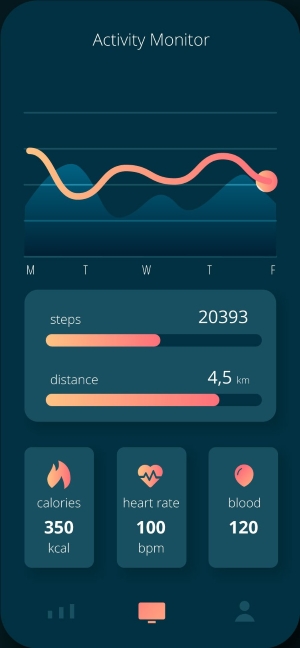 Activity Monitor
M T W T F
steps 20393
distance 4,5 km
calories heart rate blood
350 100 120
kcal bpm